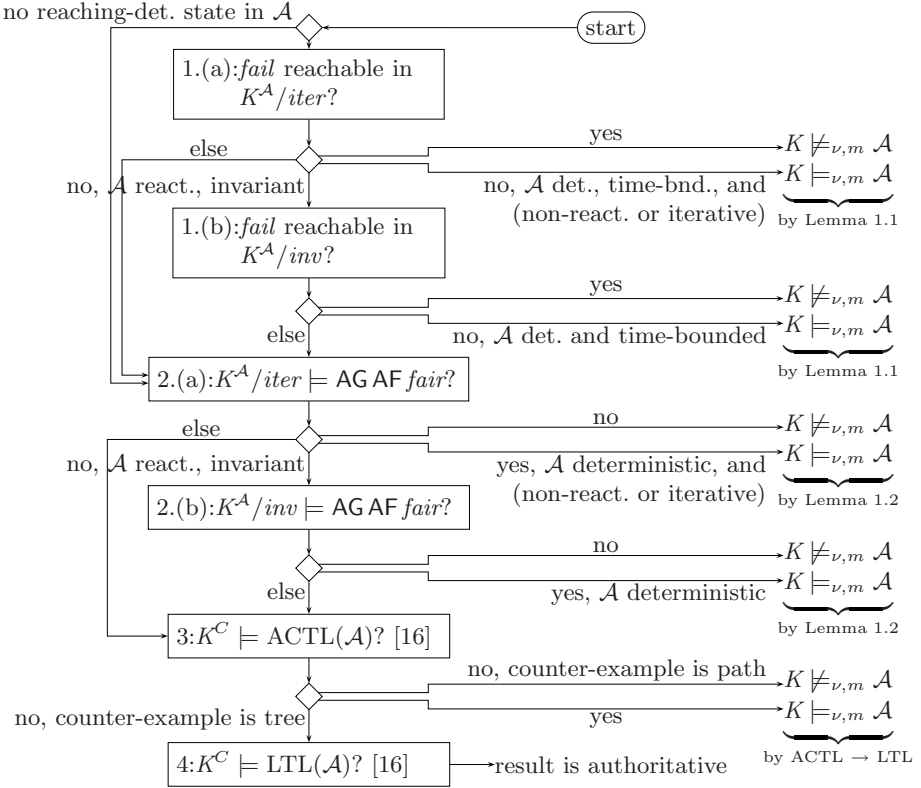 no reaching-det. state in 𝒜
start
1.(a):fail reachable in
K^𝒜/iter?
else
yes
K ⊭ν,m 𝒜
K ⊨ν,m 𝒜
no, 𝒜 react., invariant
no, 𝒜 det., time-bnd., and
(non-react. or iterative)
by Lemma 1.1
1.(b):fail reachable in
K^𝒜/inv?
yes
K ⊭ν,m 𝒜
else
no, 𝒜 det. and time-bounded
K ⊨ν,m 𝒜
by Lemma 1.1
2.(a):K^𝒜/iter ⊨ AG AF fair?
else
no
K ⊭ν,m 𝒜
K ⊨ν,m 𝒜
no, 𝒜 react., invariant
yes, 𝒜 deterministic, and
(non-react. or iterative)
by Lemma 1.2
2.(b):K^𝒜/inv ⊨ AG AF fair?
no
K ⊭ν,m 𝒜
else
yes, 𝒜 deterministic
K ⊨ν,m 𝒜
by Lemma 1.2
3:K^C ⊨ ACTL(𝒜)? [16]
no, counter-example is path
K ⊭ν,m 𝒜
no, counter-example is tree
yes
K ⊨ν,m 𝒜
by ACTL → LTL
4:K^C ⊨ LTL(𝒜)? [16]
result is authoritative